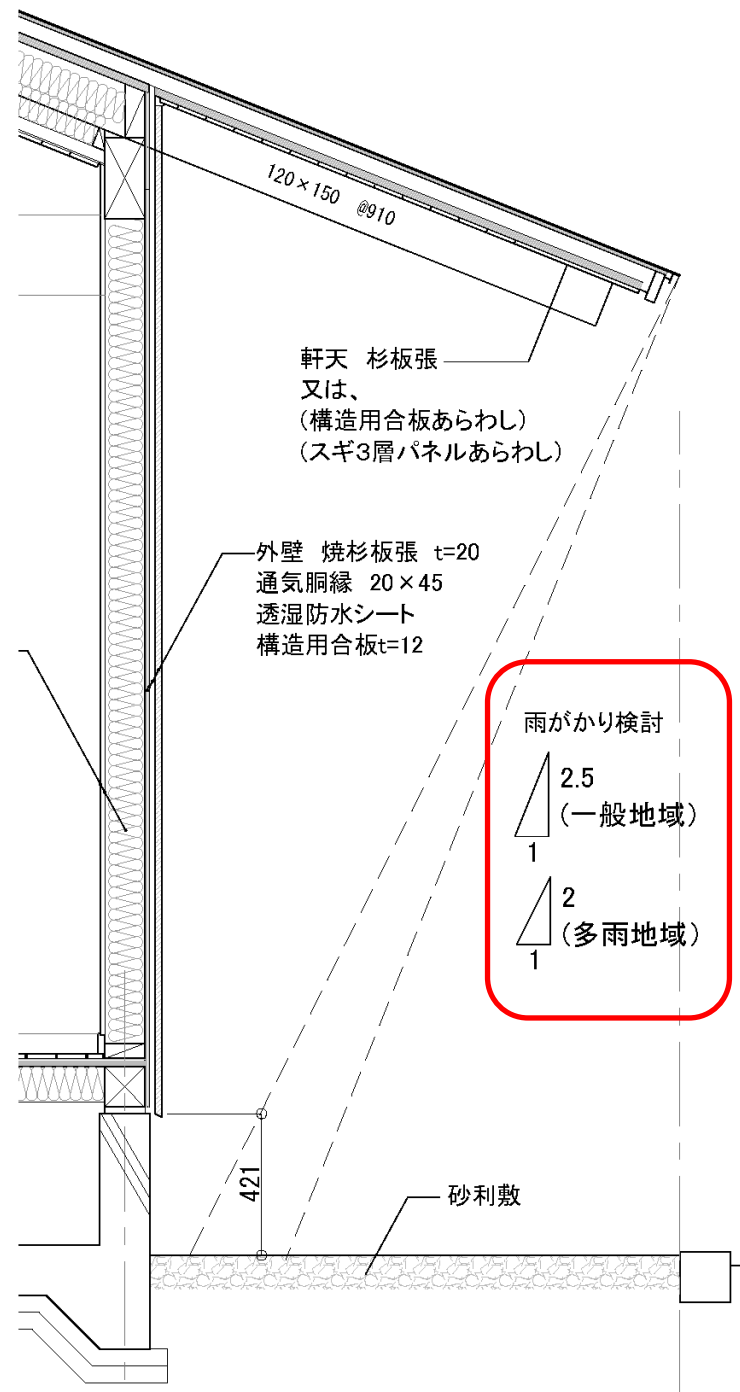 120×150 @910
軒天 杉板張
又は、
(構造用合板あらわし)
(スギ3層パネルあらわし)
外壁 焼杉板張 t=20
通気胴縁 20×45
透湿防水シート
構造用合板t=12
雨がかり検討
2.5
(一般地域)
1
2
(多雨地域)
1
421
砂利敷